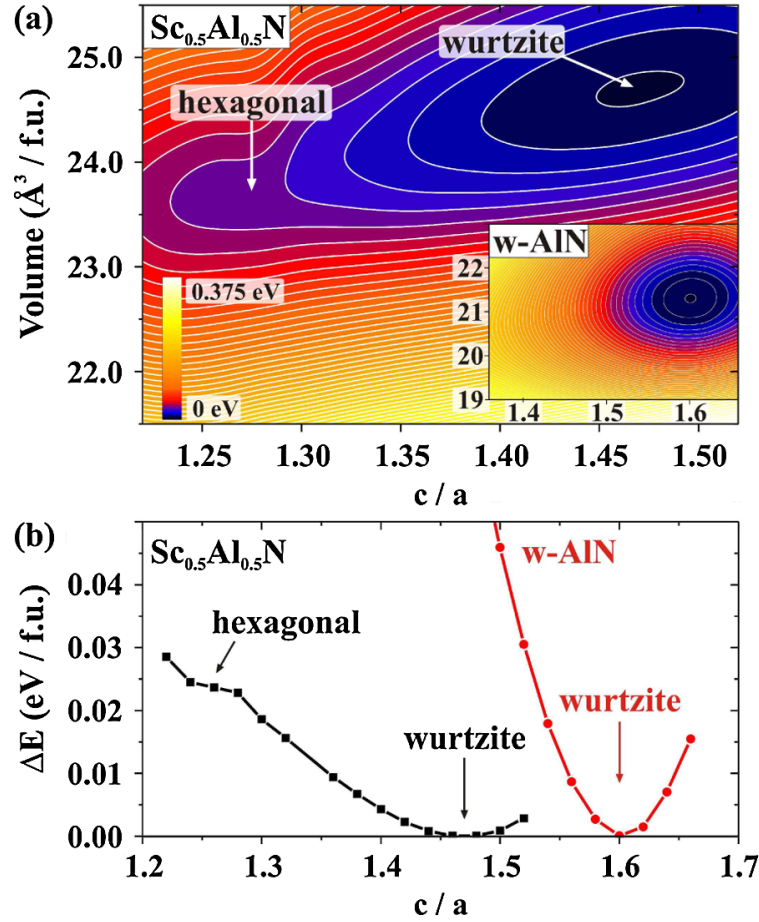 (a)
Sc0.5Al0.5N
wurtzite
hexagonal
25.0
24.0
23.0
22.0
Volume (Å³ / f.u.)
0.375 eV
0 eV
w-AlN
22
21
20
19
1.4 1.5 1.6
1.25 1.30 1.35 1.40 1.45 1.50
c / a
(b)
Sc0.5Al0.5N
w-AlN
hexagonal
wurtzite
wurtzite
0.04
0.03
0.02
0.01
0.00
ΔE (eV / f.u.)
1.2 1.3 1.4 1.5 1.6 1.7
c / a